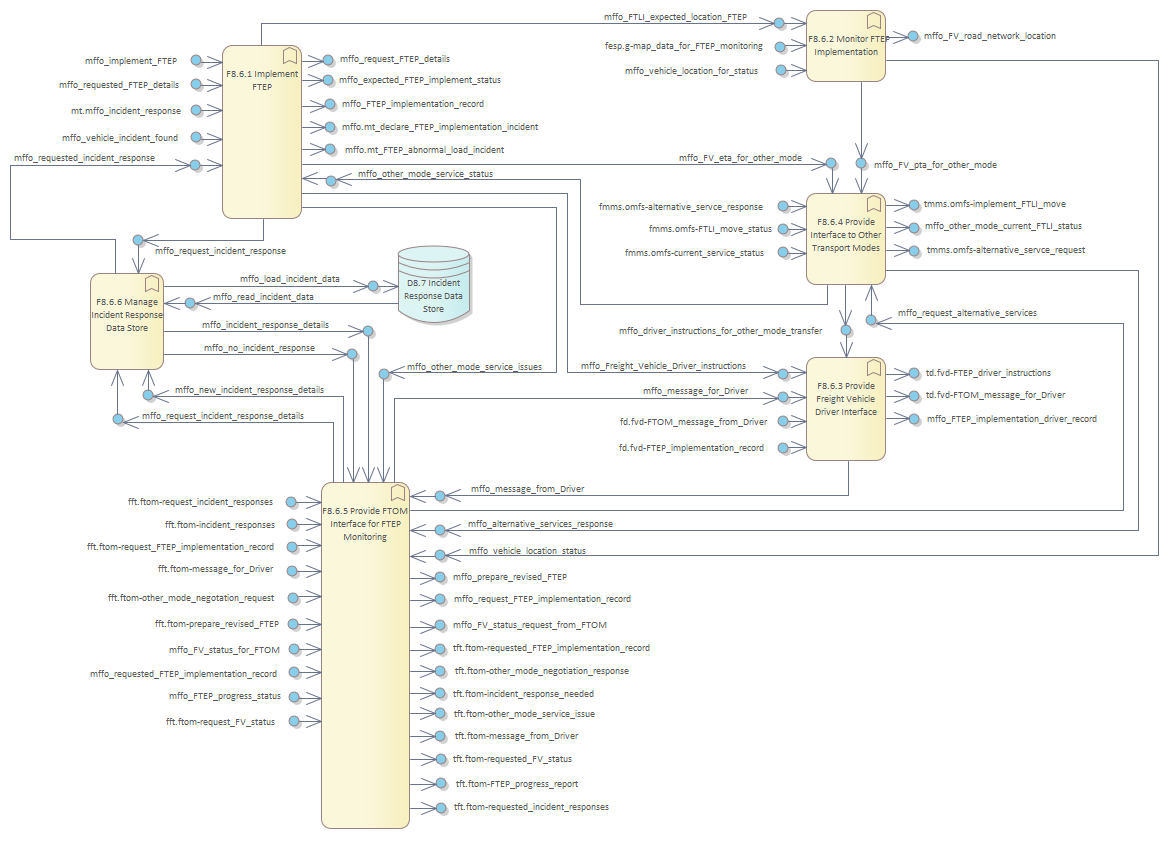 mffo_FTLI_expected_location_FTEP
fesp.g-map_data_for_FTEP_monitoring
mffo_vehicle_location_for_status
F8.6.2 Monitor FTEP
Implementation
mffo_FV_road_network_location
mffo_implement_FTEP
mffo_requested_FTEP_details
mt.mffo_incident_response
mffo_vehicle_incident_found
mffo_requested_incident_response
F8.6.1 Implement
FTEP
mffo_request_FTEP_details
mffo_expected_FTEP_implement_status
mffo_FTEP_implementation_record
mffo.mt_declare_FTEP_implementation_incident
mffo.mt_FTEP_abnormal_load_incident
mffo_other_mode_service_status
mffo_FV_eta_for_other_mode
mffo_FV_pta_for_other_mode
fmms.omfs-alternative_servce_response
fmms.omfs-FTLI_move_status
fmms.omfs-current_service_status
F8.6.4 Provide
Interface to Other
Transport Modes
tmms.omfs-implement_FTLI_move
mffo_other_mode_current_FTLI_status
tmms.omfs-alternative_servce_request
mffo_request_incident_response
F8.6.6 Manage
Incident Response
Data Store
mffo_load_incident_data
mffo_read_incident_data
D8.7 Incident
Response Data
Store
mffo_incident_response_details
mffo_no_incident_response
mffo_other_mode_service_issues
mffo_new_incident_response_details
mffo_request_incident_response_details
mffo_request_alternative_services
mffo_driver_instructions_for_other_mode_transfer
mffo_Freight_Vehicle_Driver_instructions
mffo_message_for_Driver
fd.fvd-FTOM_message_from_Driver
fd.fvd-FTEP_implementation_record
F8.6.3 Provide
Freight Vehicle
Driver Interface
td.fvd-FTEP_driver_instructions
td.fvd-FTOM_message_for_Driver
mffo_FTEP_implementation_driver_record
fft.ftom-request_incident_responses
fft.ftom-incident_responses
fft.ftom-request_FTEP_implementation_record
fft.ftom-message_for_Driver
fft.ftom-other_mode_negotation_request
fft.ftom-prepare_revised_FTEP
mffo_FV_status_for_FTOM
mffo_requested_FTEP_implementation_record
mffo_FTEP_progress_status
fft.ftom-request_FV_status
F8.6.5 Provide FTOM
Interface for FTEP
Monitoring
mffo_message_from_Driver
mffo_alternative_services_response
mffo_vehicle_location_status
mffo_prepare_revised_FTEP
mffo_request_FTEP_implementation_record
mffo_FV_status_request_from_FTOM
tft.ftom-requested_FTEP_implementation_record
tft.ftom-other_mode_negotiation_response
tft.ftom-incident_response_needed
tft.ftom-other_mode_service_issue
tft.ftom-message_from_Driver
tft.ftom-requested_FV_status
tft.ftom-FTEP_progress_report
tft.ftom-requested_incident_responses